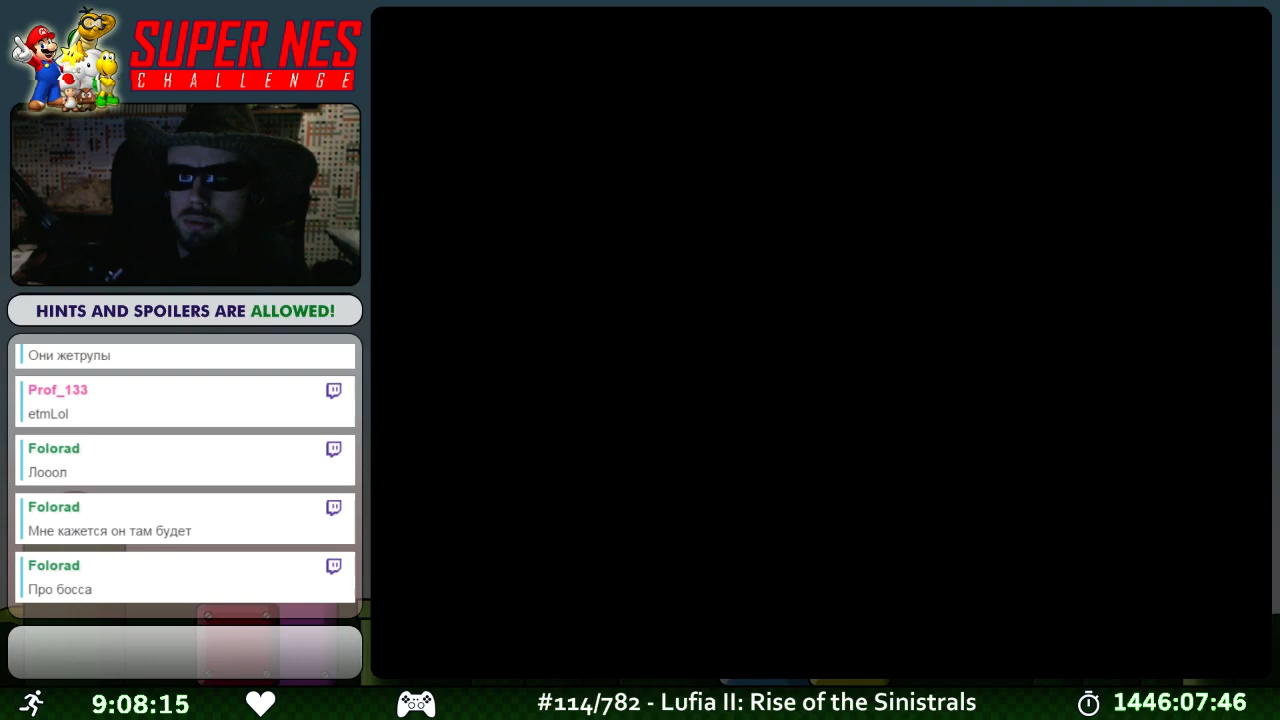 SUPER NES
CHALLENGE
HINTS AND SPOILERS ARE ALLOWED!
Они жетрупы
Prof_133
etmLol
Folorad
Лооол
Folorad
Мне кажется он там будет
Folorad
Про босса
9:08:15
#114/782 - Lufia II: Rise of the Sinistrals
1446:07:46